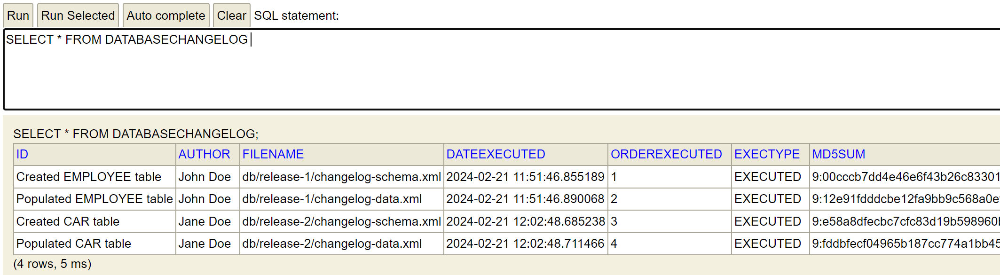 Run Run Selected Auto complete Clear SQL statement:
SELECT * FROM DATABASECHANGELOG
SELECT * FROM DATABASECHANGELOG;
ID AUTHOR FILENAME DATEEXECUTED ORDEREXECUTED EXECTYPE MD5SUM
Created EMPLOYEE table John Doe db/release-1/changelog-schema.xml 2024-02-21 11:51:46.855189 1 EXECUTED 9:00cccb7dd4e46e6f43b26c83301
Populated EMPLOYEE table John Doe db/release-1/changelog-data.xml 2024-02-21 11:51:46.890068 2 EXECUTED 9:12e91fdddcbe12fa9bb9c568a0e
Created CAR table Jane Doe db/release-2/changelog-schema.xml 2024-02-21 12:02:48.685238 3 EXECUTED 9:e58a8dfecbc7cfc83d19b598960
Populated CAR table Jane Doe db/release-2/changelog-data.xml 2024-02-21 12:02:48.711466 4 EXECUTED 9:fddbfecf04965b187cc774a1bb45
(4 rows, 5 ms)